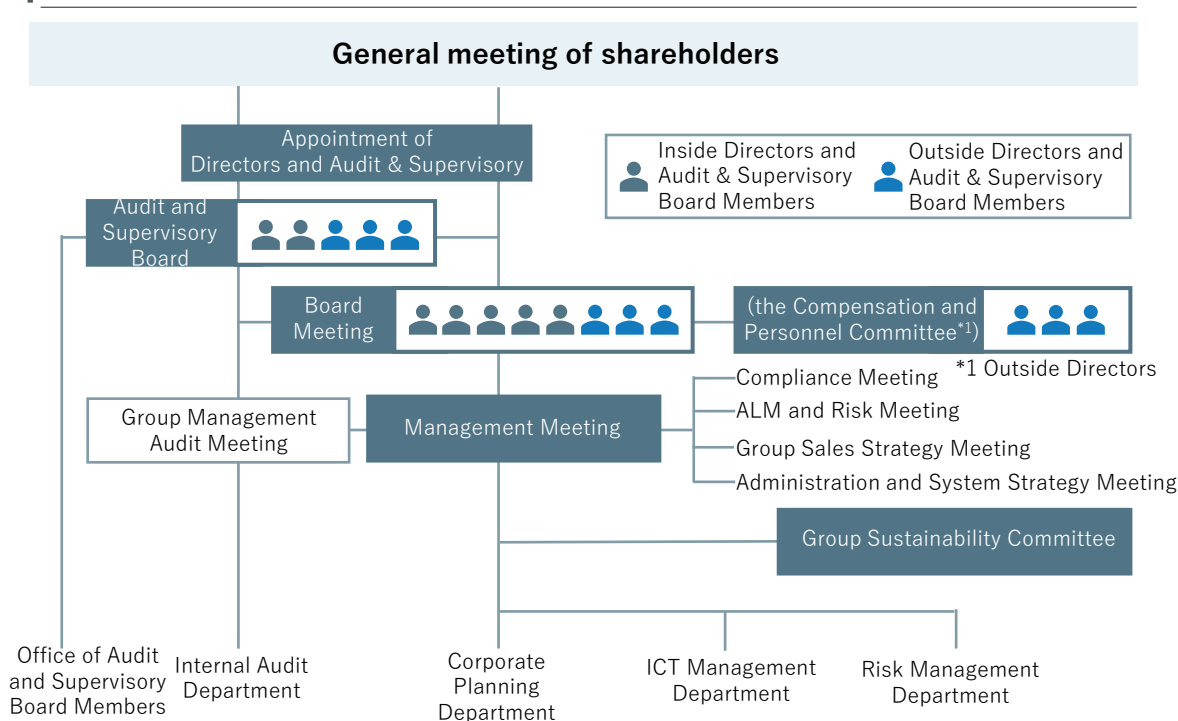 General meeting of shareholders
Appointment of
Directors and Audit & Supervisory
Inside Directors and
Audit & Supervisory
Board Members
Outside Directors and
Audit & Supervisory
Board Members
Audit and
Supervisory
Board
Board
Meeting
(the Compensation and
Personnel Committee*1)
*1 Outside Directors
Compliance Meeting
ALM and Risk Meeting
Group Sales Strategy Meeting
Administration and System Strategy Meeting
Group Management
Audit Meeting
Management Meeting
Group Sustainability Committee
Office of Audit
and Supervisory
Board Members
Internal Audit
Department
Corporate
Planning
Department
ICT Management
Department
Risk Management
Department